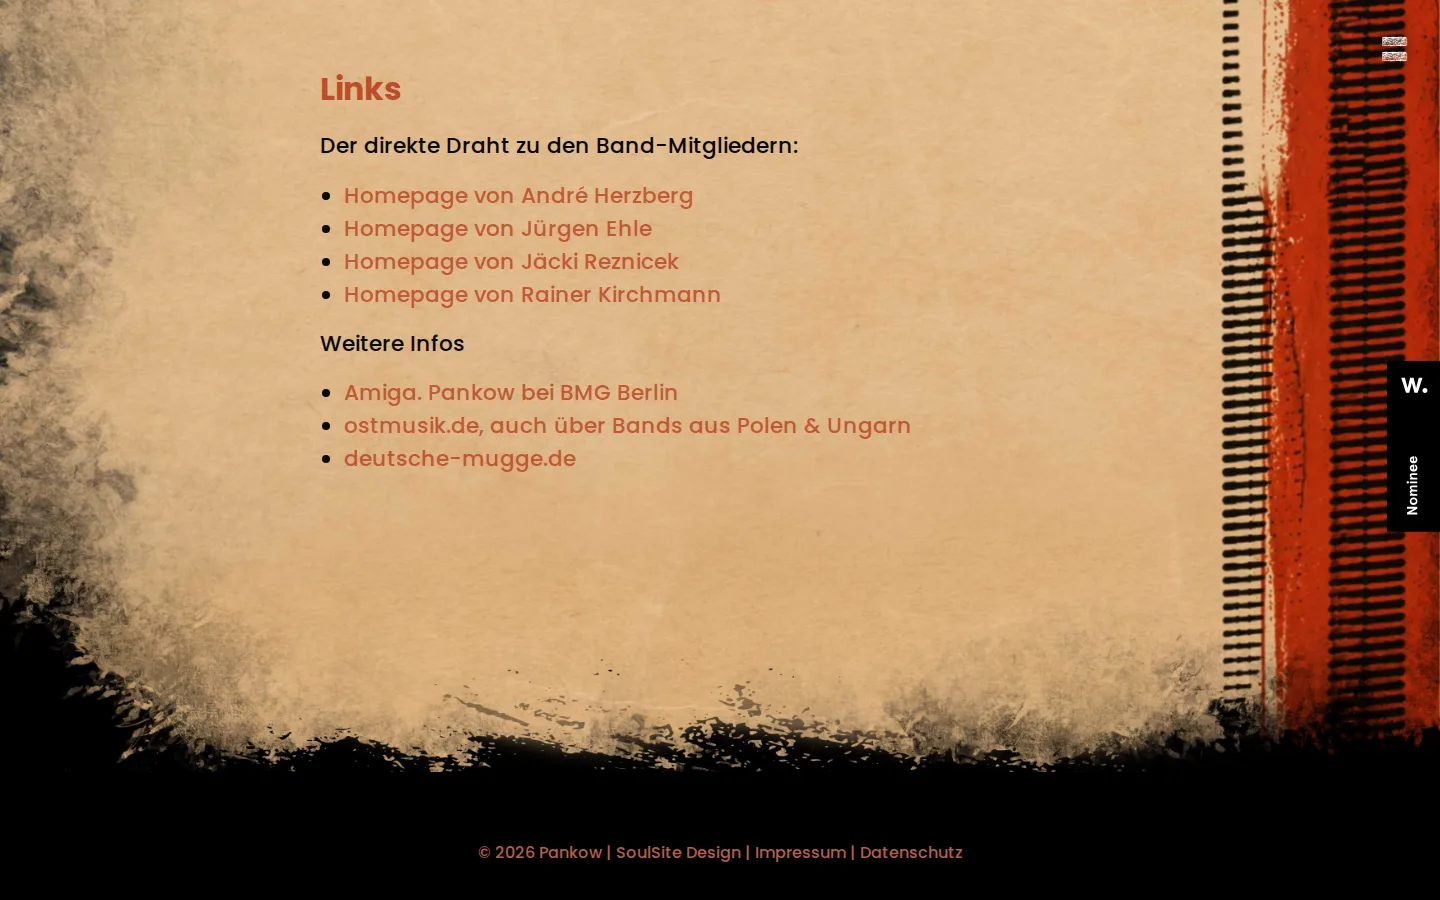 Links
Der direkte Draht zu den Band-Mitgliedern:
Homepage von André Herzberg
Homepage von Jürgen Ehle
Homepage von Jäcki Reznicek
Homepage von Rainer Kirchmann
Weitere Infos
Amiga. Pankow bei BMG Berlin
ostmusik.de, auch über Bands aus Polen & Ungarn
deutsche-mugge.de
W.
Nominee
© 2026 Pankow | SoulSite Design | Impressum | Datenschutz